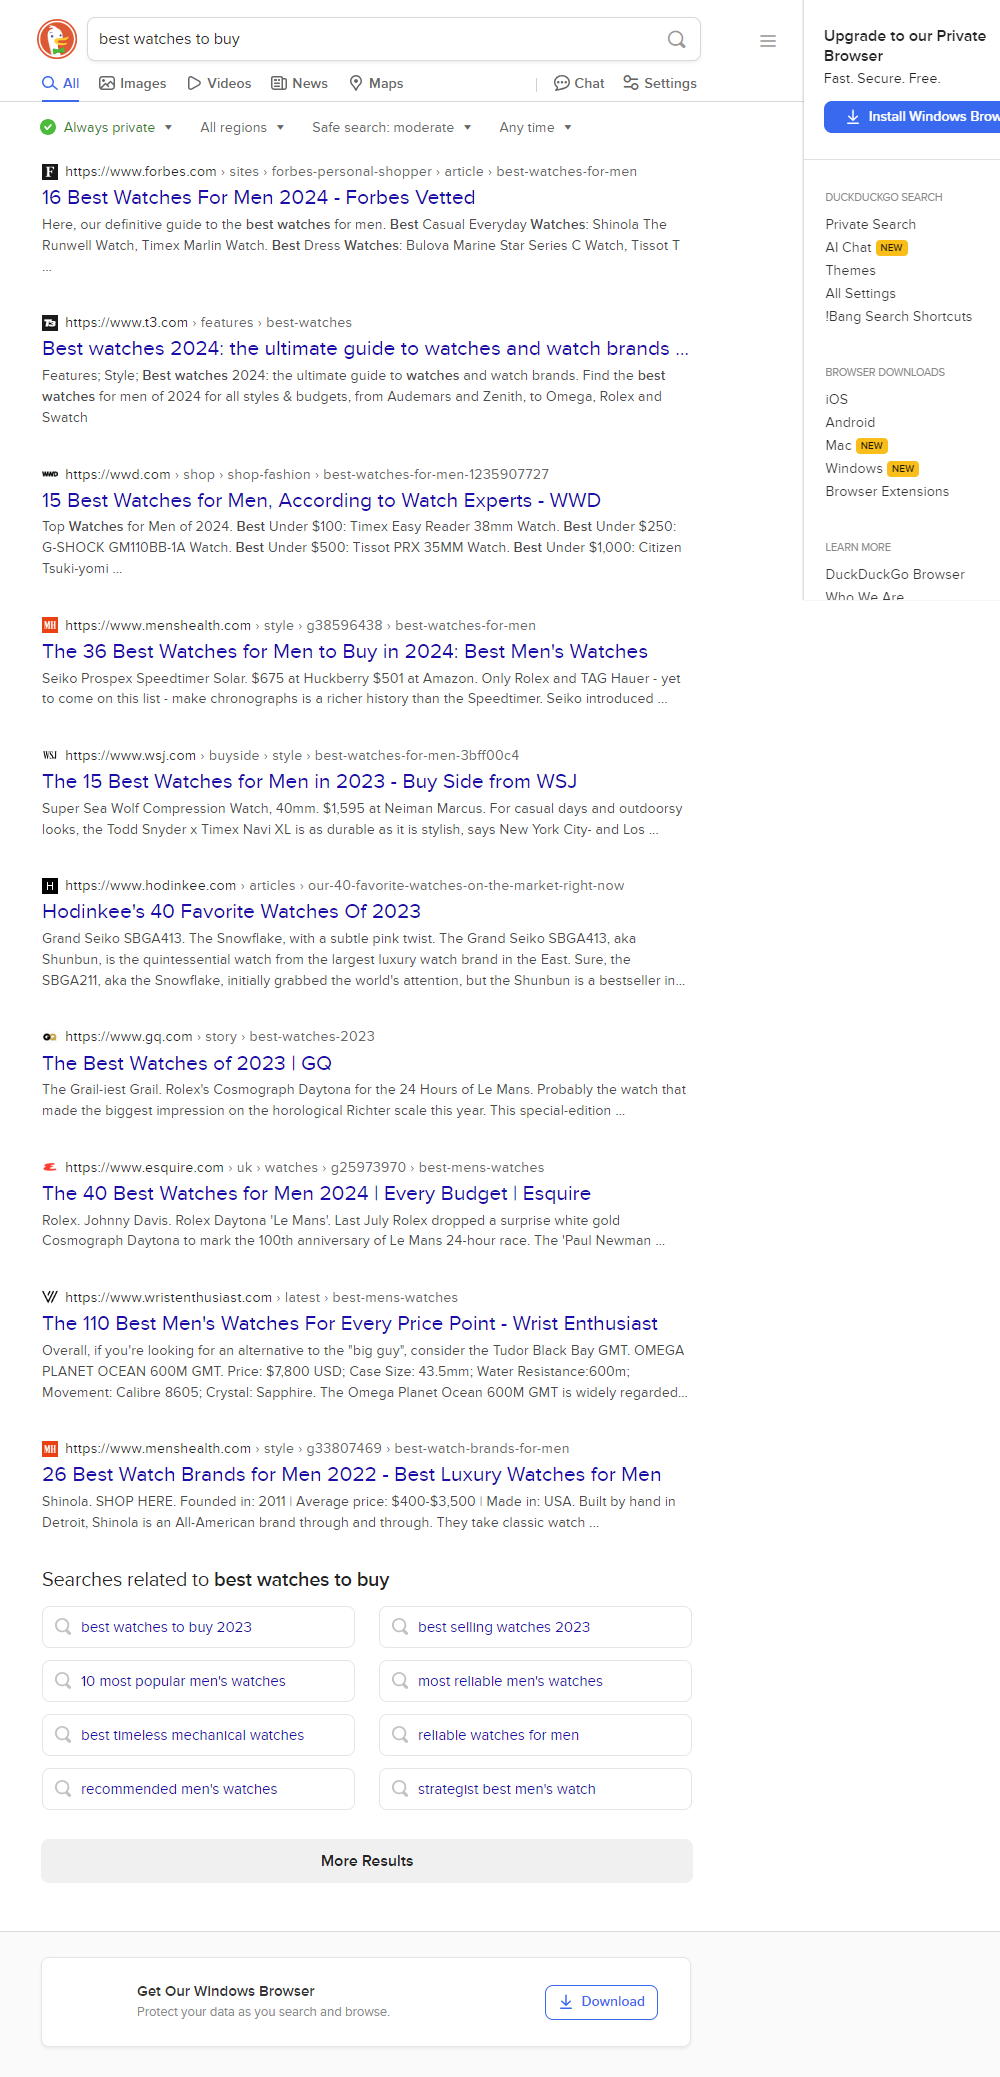 best watches to buy
All Images Videos News Maps Chat Settings
Always private All regions Safe search: moderate Any time
https://www.forbes.com › sites › forbes-personal-shopper › article › best-watches-for-men
16 Best Watches For Men 2024 - Forbes Vetted
Here, our definitive guide to the best watches for men. Best Casual Everyday Watches: Shinola The
Runwell Watch, Timex Marlin Watch. Best Dress Watches: Bulova Marine Star Series C Watch, Tissot T
...
https://www.t3.com › features › best-watches
Best watches 2024: the ultimate guide to watches and watch brands ...
Features; Style; Best watches 2024: the ultimate guide to watches and watch brands. Find the best
watches for men of 2024 for all styles & budgets, from Audemars and Zenith, to Omega, Rolex and
Swatch
https://wwd.com › shop › shop-fashion › best-watches-for-men-1235907727
15 Best Watches for Men, According to Watch Experts - WWD
Top Watches for Men of 2024. Best Under $100: Timex Easy Reader 38mm Watch. Best Under $250:
G-SHOCK GM110BB-1A Watch. Best Under $500: Tissot PRX 35MM Watch. Best Under $1,000: Citizen
Tsuki-yomi ...
https://www.menshealth.com › style › g38596438 › best-watches-for-men
The 36 Best Watches for Men to Buy in 2024: Best Men's Watches
Seiko Prospex Speedtimer Solar. $675 at Huckberry $501 at Amazon. Only Rolex and TAG Hauer - yet
to come on this list - make chronographs is a richer history than the Speedtimer. Seiko introduced ...
https://www.wsj.com › buyside › style › best-watches-for-men-3bff00c4
The 15 Best Watches for Men in 2023 - Buy Side from WSJ
Super Sea Wolf Compression Watch, 40mm. $1,595 at Neiman Marcus. For casual days and outdoorsy
looks, the Todd Snyder x Timex Navi XL is as durable as it is stylish, says New York City- and Los ...
https://www.hodinkee.com › articles › our-40-favorite-watches-on-the-market-right-now
Hodinkee's 40 Favorite Watches Of 2023
Grand Seiko SBGA413. The Snowflake, with a subtle pink twist. The Grand Seiko SBGA413, aka
Shunbun, is the quintessential watch from the largest luxury watch brand in the East. Sure, the
SBGA211, aka the Snowflake, initially grabbed the world's attention, but the Shunbun is a bestseller in...
https://www.gq.com › story › best-watches-2023
The Best Watches of 2023 | GQ
The Grail-iest Grail. Rolex's Cosmograph Daytona for the 24 Hours of Le Mans. Probably the watch that
made the biggest impression on the horological Richter scale this year. This special-edition ...
https://www.esquire.com › uk › watches › g25973970 › best-mens-watches
The 40 Best Watches for Men 2024 | Every Budget | Esquire
Rolex. Johnny Davis. Rolex Daytona 'Le Mans'. Last July Rolex dropped a surprise white gold
Cosmograph Daytona to mark the 100th anniversary of Le Mans 24-hour race. The 'Paul Newman ...
https://www.wristenthusiast.com › latest › best-mens-watches
The 110 Best Men's Watches For Every Price Point - Wrist Enthusiast
Overall, if you're looking for an alternative to the "big guy", consider the Tudor Black Bay GMT. OMEGA
PLANET OCEAN 600M GMT. Price: $7,800 USD; Case Size: 43.5mm; Water Resistance:600m;
Movement: Calibre 8605; Crystal: Sapphire. The Omega Planet Ocean 600M GMT is widely regarded...
https://www.menshealth.com › style › g33807469 › best-watch-brands-for-men
26 Best Watch Brands for Men 2022 - Best Luxury Watches for Men
Shinola. SHOP HERE. Founded in: 2011 | Average price: $400-$3,500 | Made in: USA. Built by hand in
Detroit, Shinola is an All-American brand through and through. They take classic watch ...
Searches related to best watches to buy
best watches to buy 2023
best selling watches 2023
10 most popular men's watches
most reliable men's watches
best timeless mechanical watches
reliable watches for men
recommended men's watches
strategist best men's watch
More Results
Get Our Windows Browser
Protect your data as you search and browse.
Download
Upgrade to our Private
Browser
Fast. Secure. Free.
Install Windows Brow
DUCKDUCKGO SEARCH
Private Search
AI Chat NEW
Themes
All Settings
!Bang Search Shortcuts
BROWSER DOWNLOADS
iOS
Android
Mac NEW
Windows NEW
Browser Extensions
LEARN MORE
DuckDuckGo Browser
Who We Are